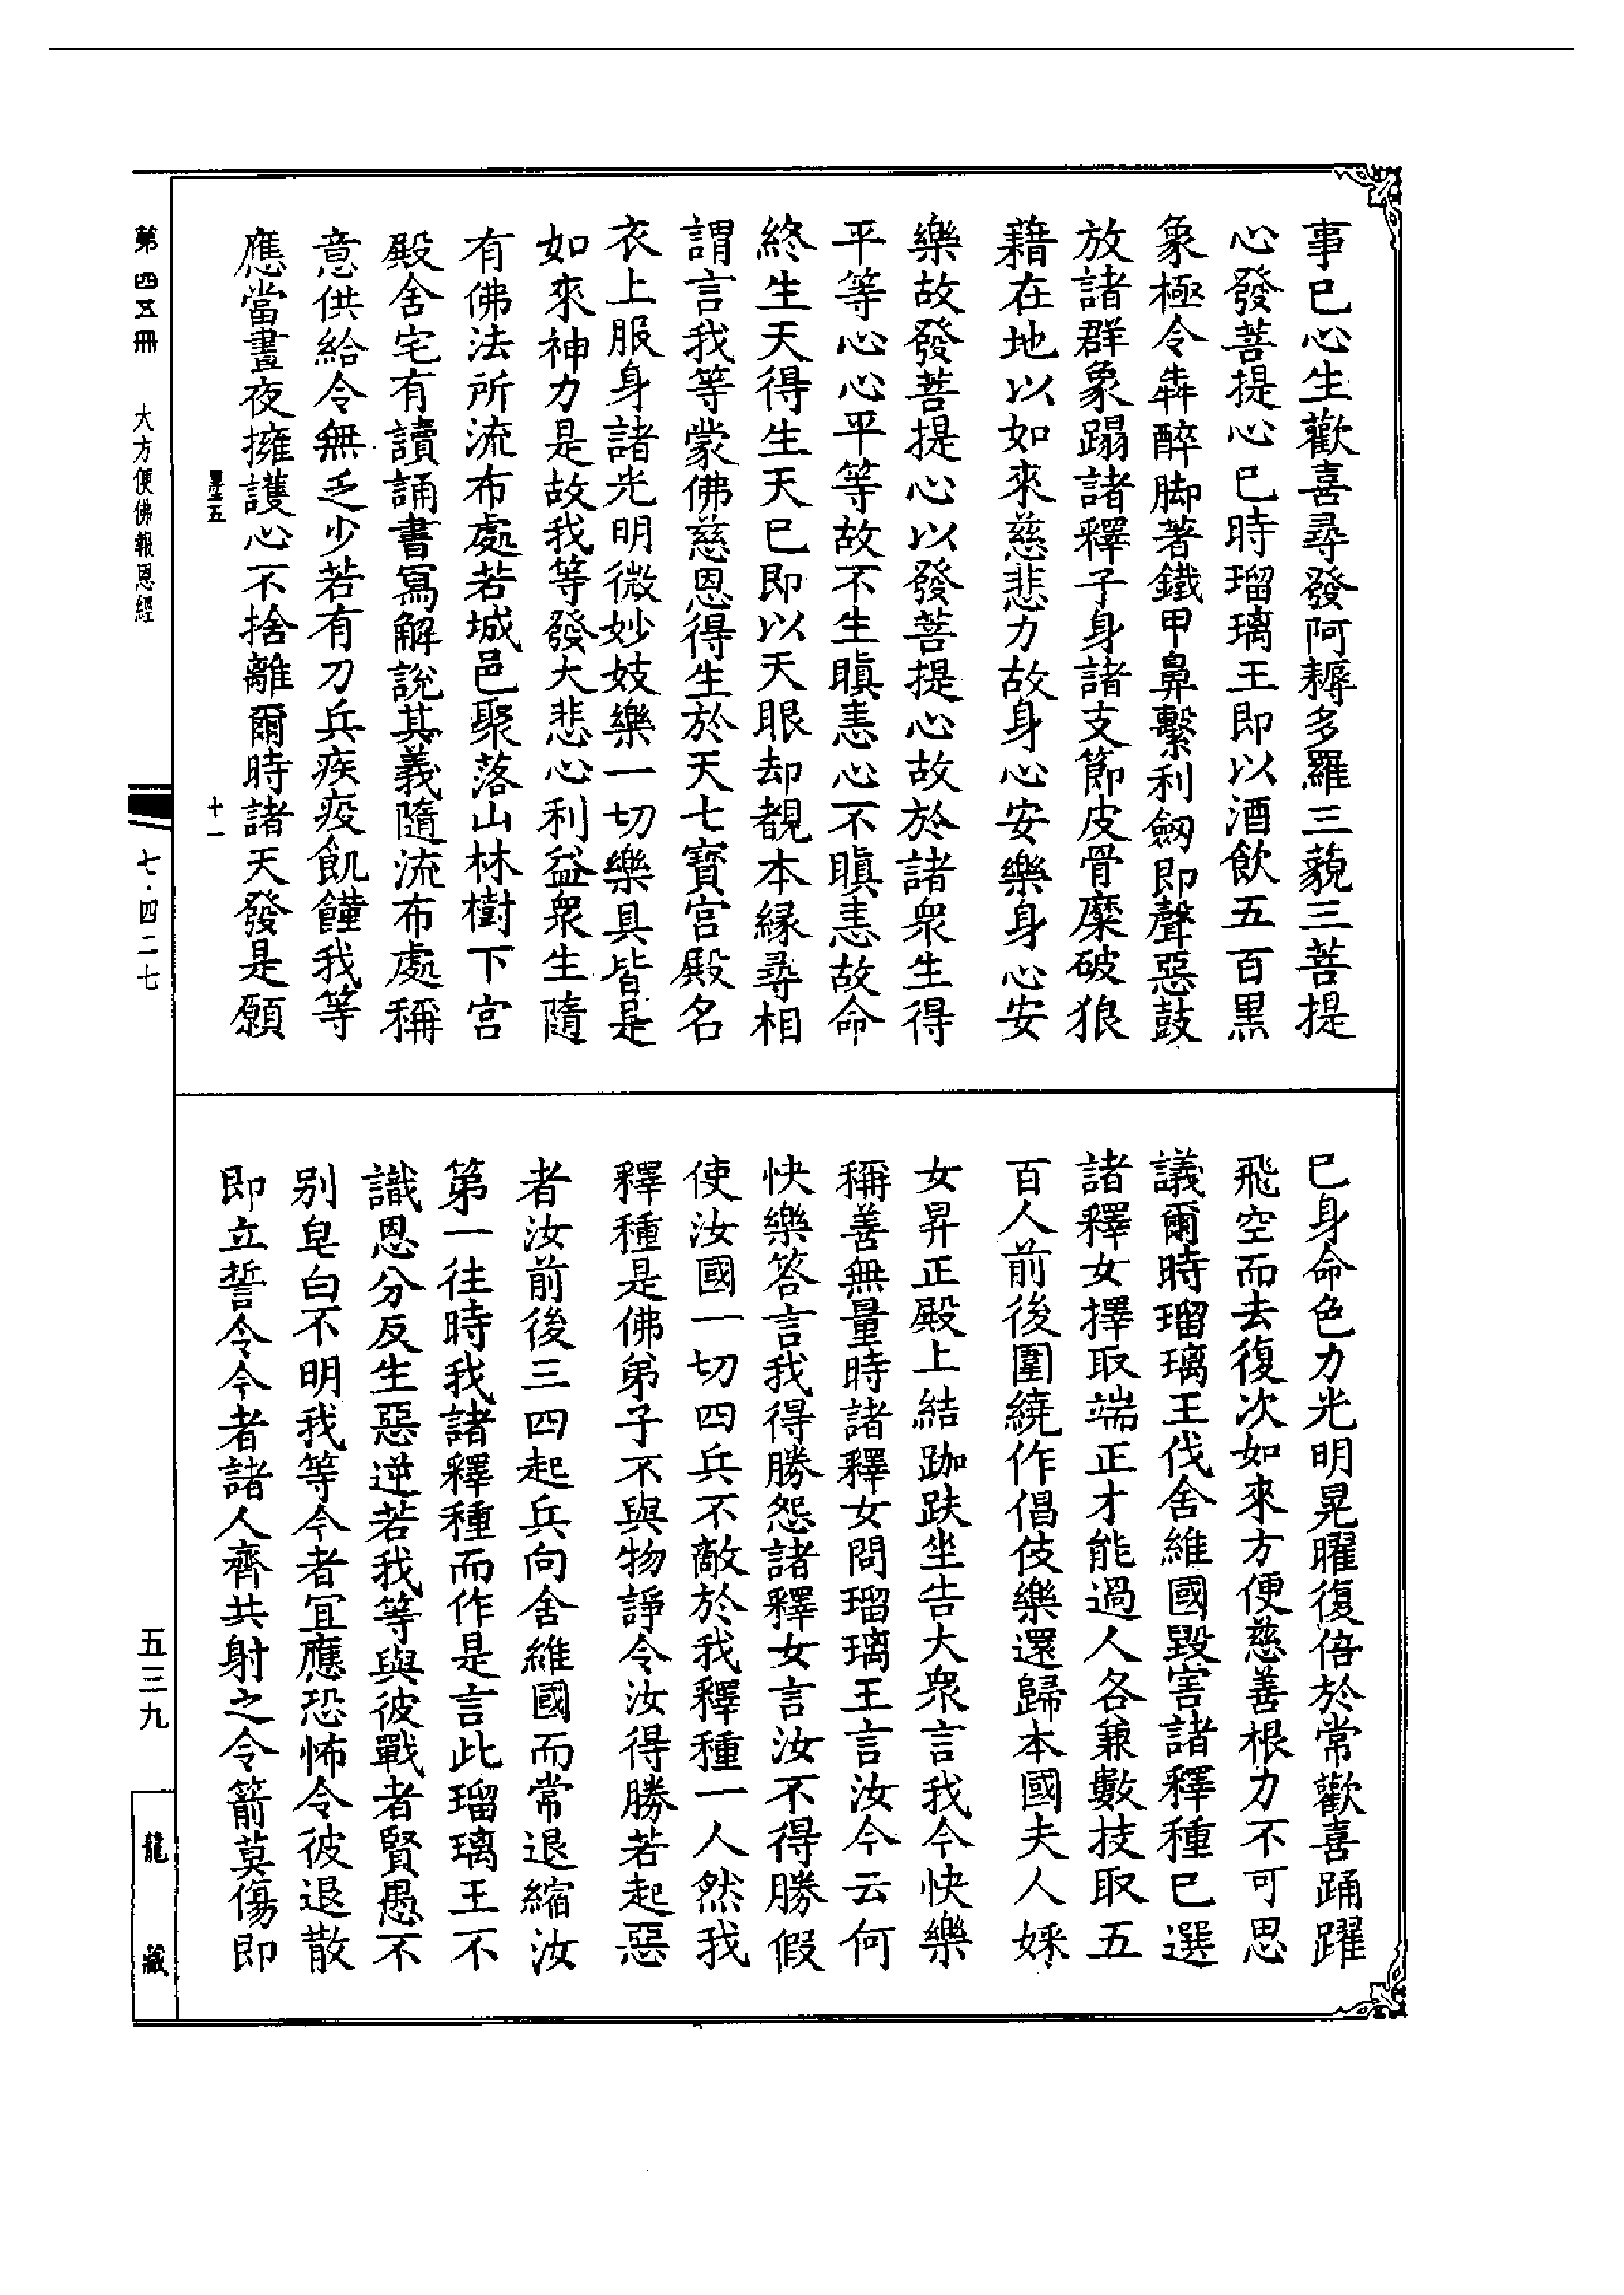 事已心生歡喜尋發阿耨多羅三藐三菩提
心發菩提心已時瑠璃王即以酒飲五百黑
象極令犇醉脚著鐵甲鼻繫利劒即聲惡鼓
放諸群象蹋諸釋子身諸支節皮骨糜破狼
藉在地以如來慈悲力故身心安樂身心安
樂故發菩提心以發菩提心故於諸衆生得
平等心心平等故不生瞋恚心不瞋恚故命
終生天得生天已即以天眼却覩本緣尋相
謂言我等蒙佛慈恩得生於天七寶宮殿名
衣上服身諸光明微妙妓樂一切樂具皆是
如來神力是故我等發大悲心利益衆生隨
有佛法所流布處若城邑聚落山林樹下宮
殿舍宅有讀誦書寫解說其義隨流布處稱
意供給令無乏少若有刀兵疾疫飢饉我等
應當晝夜擁護心不捨離爾時諸天發是願
十一
已身命色力光明晃曜復倍於常歡喜踊躍
飛空而去復次如來方便慈善根力不可思
議爾時瑠璃王伐舍維國毀害諸釋種已選
諸釋女擇取端正才能過人各兼數技取五
百人前後圍繞作倡伎樂還歸本國夫人婇
女昇正殿上結跏趺坐告大衆言我今快樂
稱善無量時諸釋女問瑠璃王言汝今云何
快樂答言我得勝怨諸釋女言汝不得勝假
使汝國一切四兵不敵於我釋種一人然我
釋種是佛弟子不與物諍令汝得勝若起惡
者汝前後三四起兵向舍維國而常退縮汝
第一往時我諸釋種而作是言此瑠璃王不
識恩分反生惡逆若我等與彼戰者賢愚不
別皂白不明我等今者宜應恐怖令彼退散
即立誓令今者諸人齊共射之令箭莫傷即
第四五冊
大方便佛報恩經
七·四二七
五三九
龍藏